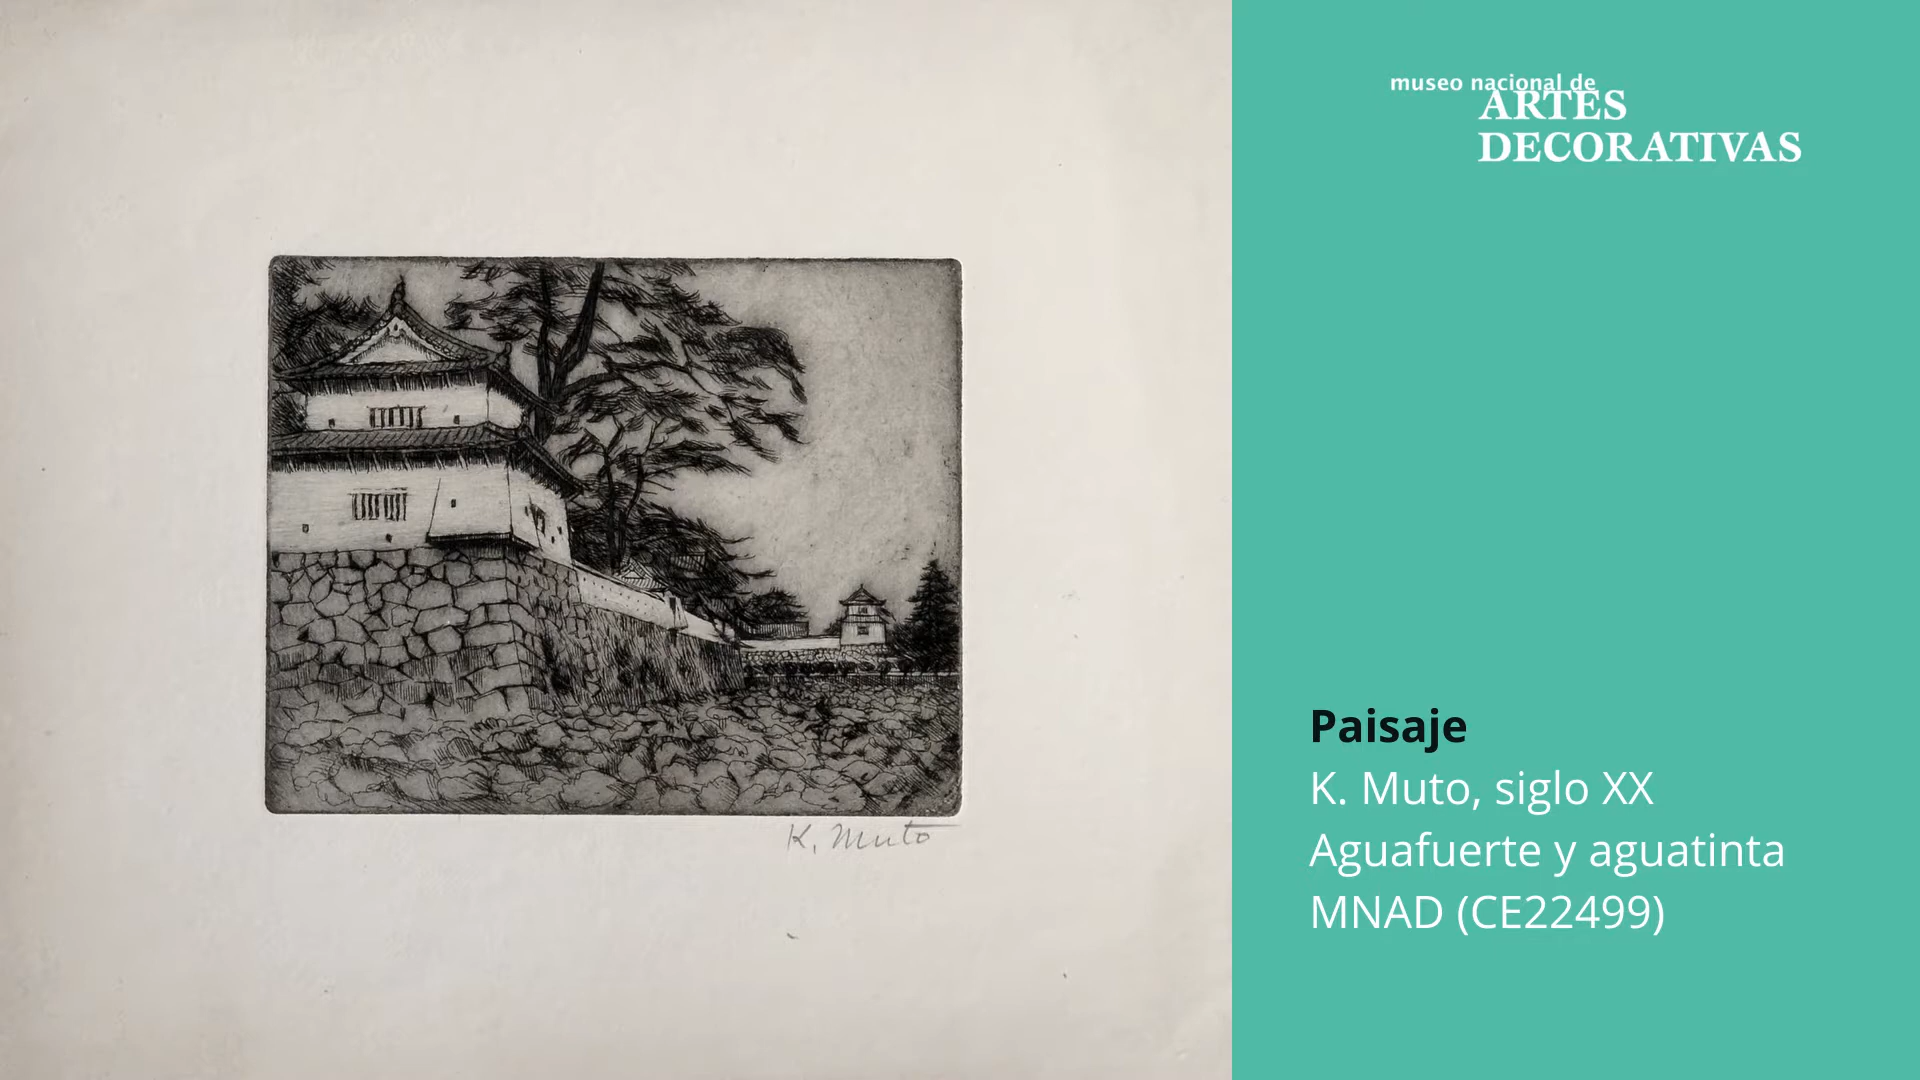 K. Muto
museo nacional de
ARTES
DECORATIVAS
Paisaje
K. Muto, siglo XX
Aguafuerte y aguatinta
MNAD (CE22499)